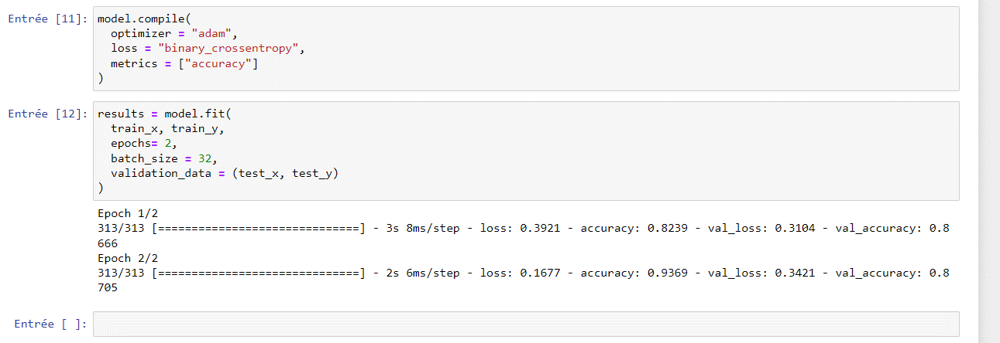 Entrée [11]: model.compile(
optimizer = "adam",
loss = "binary_crossentropy",
metrics = ["accuracy"]
)
Entrée [12]: results = model.fit(
train_x, train_y,
epochs= 2,
batch_size = 32,
validation_data = (test_x, test_y)
)
Epoch 1/2
313/313 [==============================] - 3s 8ms/step - loss: 0.3921 - accuracy: 0.8239 - val_loss: 0.3104 - val_accuracy: 0.8
666
Epoch 2/2
313/313 [==============================] - 2s 6ms/step - loss: 0.1677 - accuracy: 0.9369 - val_loss: 0.3421 - val_accuracy: 0.8
705
Entrée [ ]: